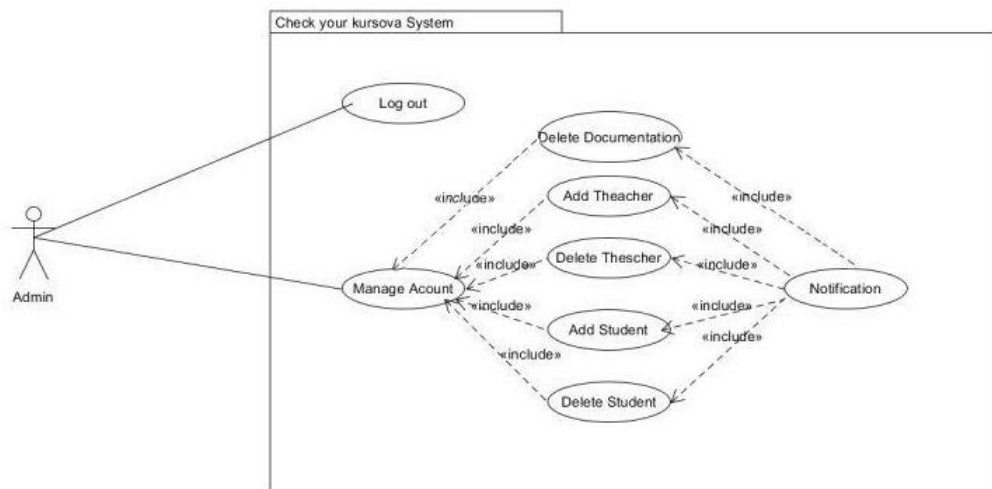 Check your kursova System
Log out
Delete Documentation
«include»
Add Theacher
«include»
«include»
Delete Thescher
«include»
«include»
Admin
Manage Acount
Notification
«include»
«include»
Add Student
«include»
«include»
Delete Student
«include»